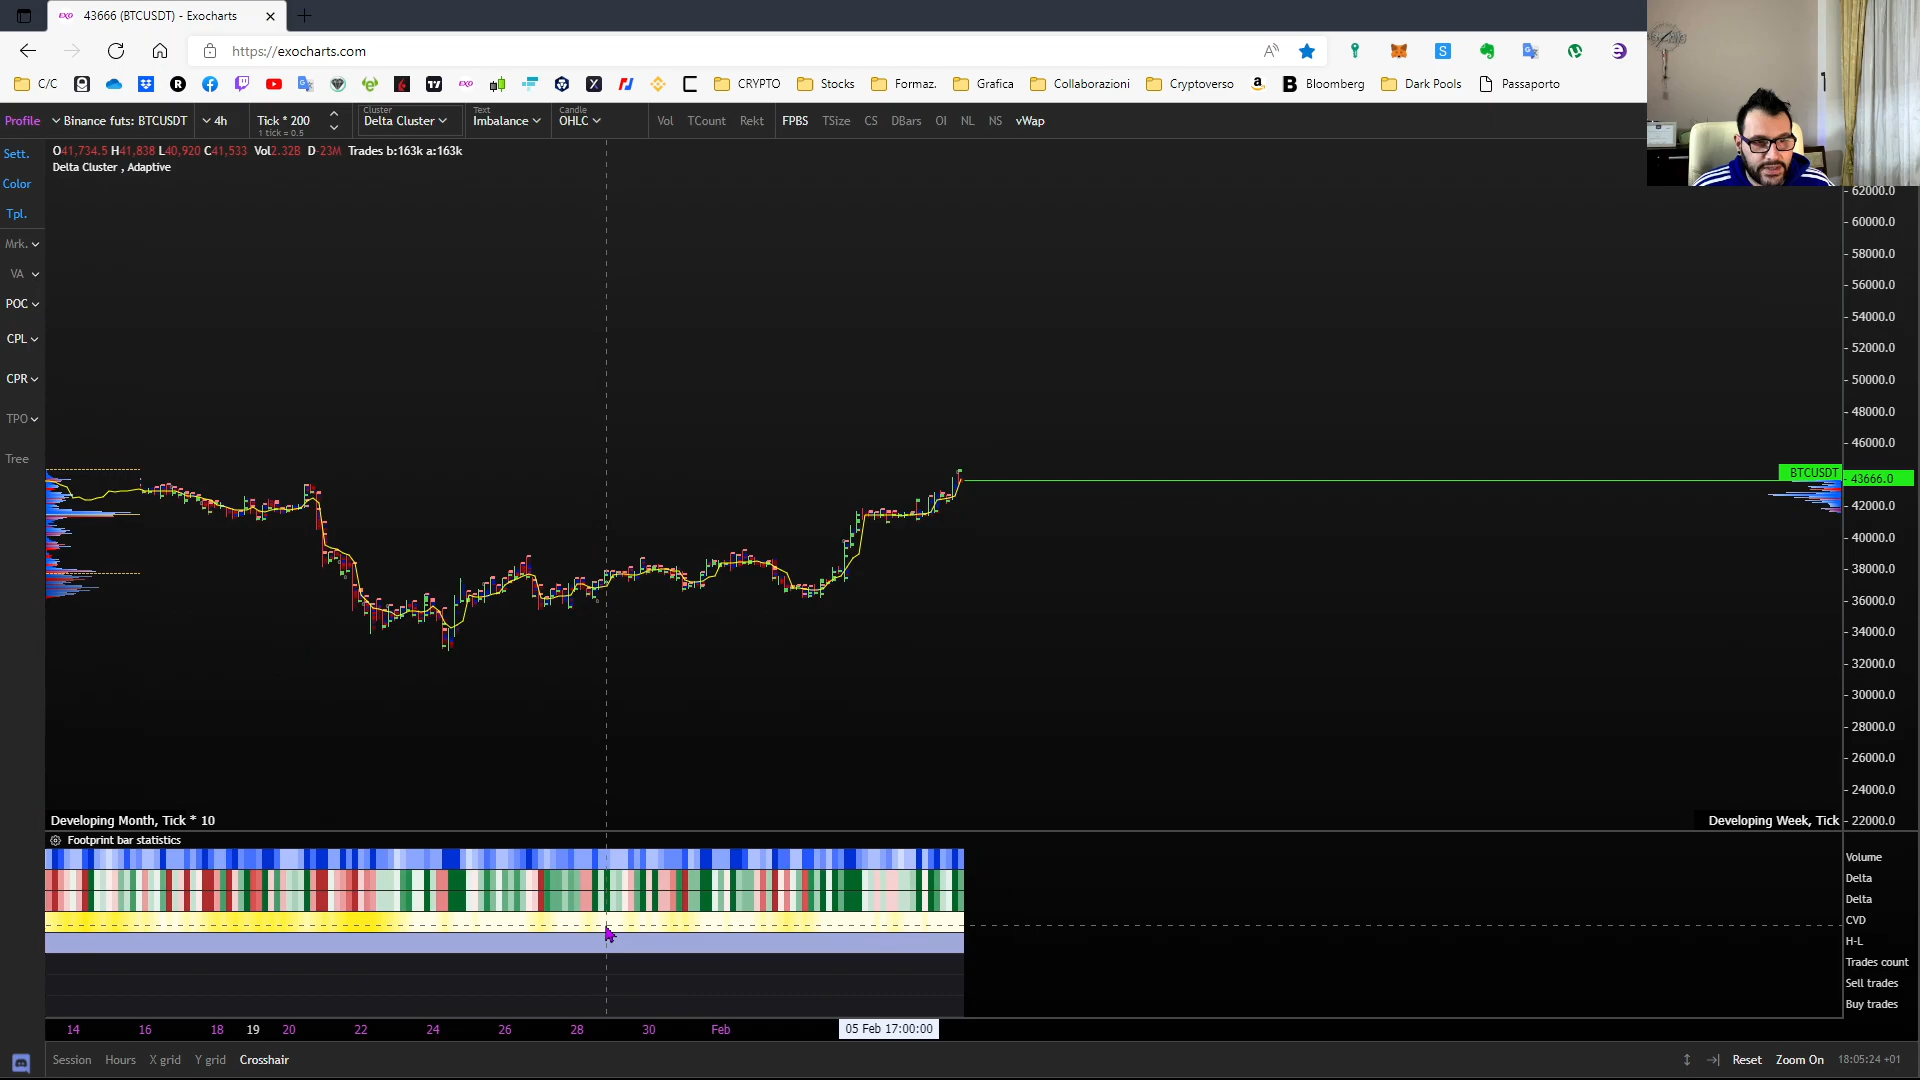 43666 (BTCUSDT) - Exocharts
https://exocharts.com
C/C CRYPTO Stocks Formaz. Grafica Collaborazioni Cryptoverso Bloomberg Dark Pools Passaporto
Profile Binance futs: BTCUSDT 4h Tick * 200 Cluster Delta Cluster Text Imbalance Candle OHLC Vol TCount Rekt FPBS TSize CS DBars OI NL NS vWap
1 tick = 0.5
Sett.
Color
Tpl.
Mrk.
VA
POC
CPL
CPR
TPO
Tree
O41,734.5 H41,838 L40,920 C41,533 Vol2.32B D-23M Trades b:163k a:163k
Delta Cluster , Adaptive
62000.0
60000.0
58000.0
56000.0
54000.0
52000.0
50000.0
48000.0
46000.0
BTCUSDT 43666.0
42000.0
40000.0
38000.0
36000.0
34000.0
32000.0
30000.0
28000.0
26000.0
24000.0
22000.0
Developing Month, Tick * 10
Developing Week, Tick
Footprint bar statistics
Volume
Delta
Delta
CVD
H-L
Trades count
Sell trades
Buy trades
14 16 18 19 20 22 24 26 28 30 Feb 05 Feb 17:00:00
Session Hours X grid Y grid Crosshair Reset Zoom On 18:05:24 +01